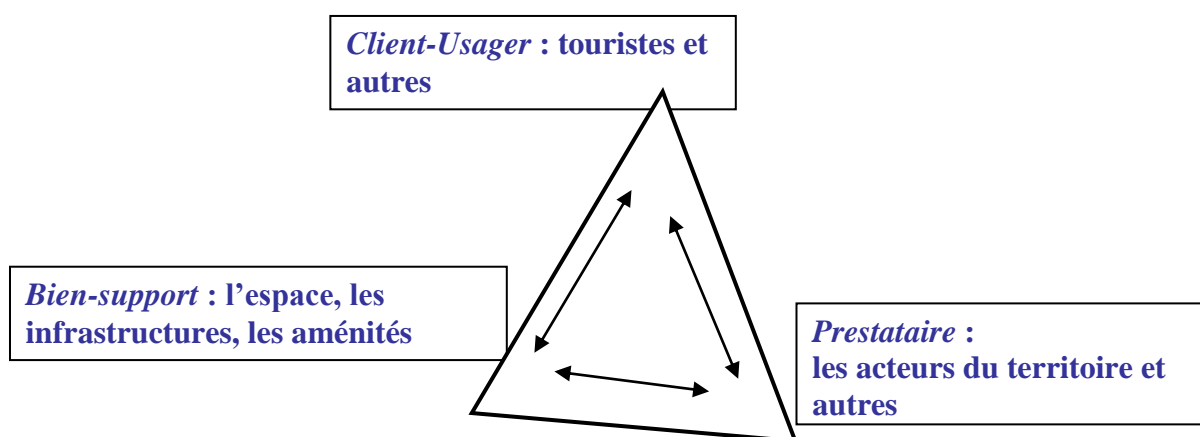 Client-Usager : touristes et
autres
Bien-support : l’espace, les
infrastructures, les aménités
Prestataire :
les acteurs du territoire et
autres